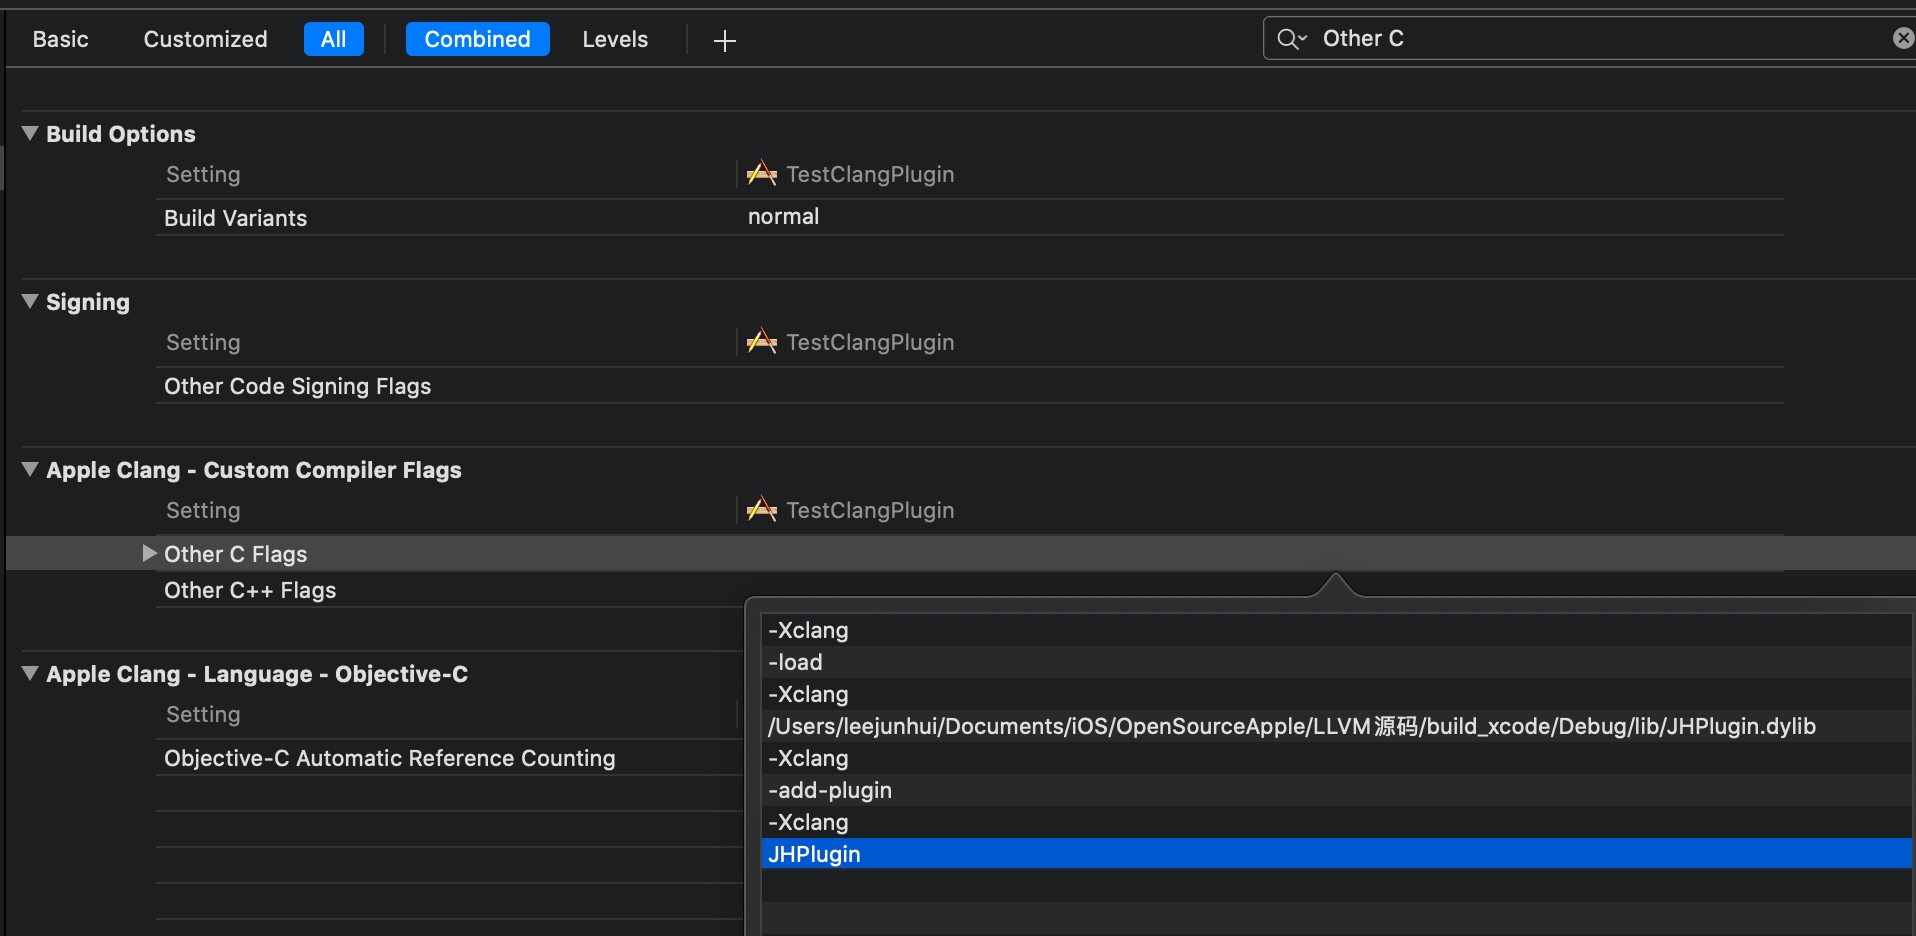 Basic Customized All Combined Levels + Other C
Build Options
Setting TestClangPlugin
Build Variants normal
Signing
Setting TestClangPlugin
Other Code Signing Flags
Apple Clang - Custom Compiler Flags
Setting TestClangPlugin
Other C Flags
Other C++ Flags
-Xclang
-load
-Xclang
/Users/leejunhui/Documents/iOS/OpenSourceApple/LLVM源码/build_xcode/Debug/lib/JHPlugin.dylib
-Xclang
-add-plugin
-Xclang
JHPlugin
Apple Clang - Language - Objective-C
Setting
Objective-C Automatic Reference Counting